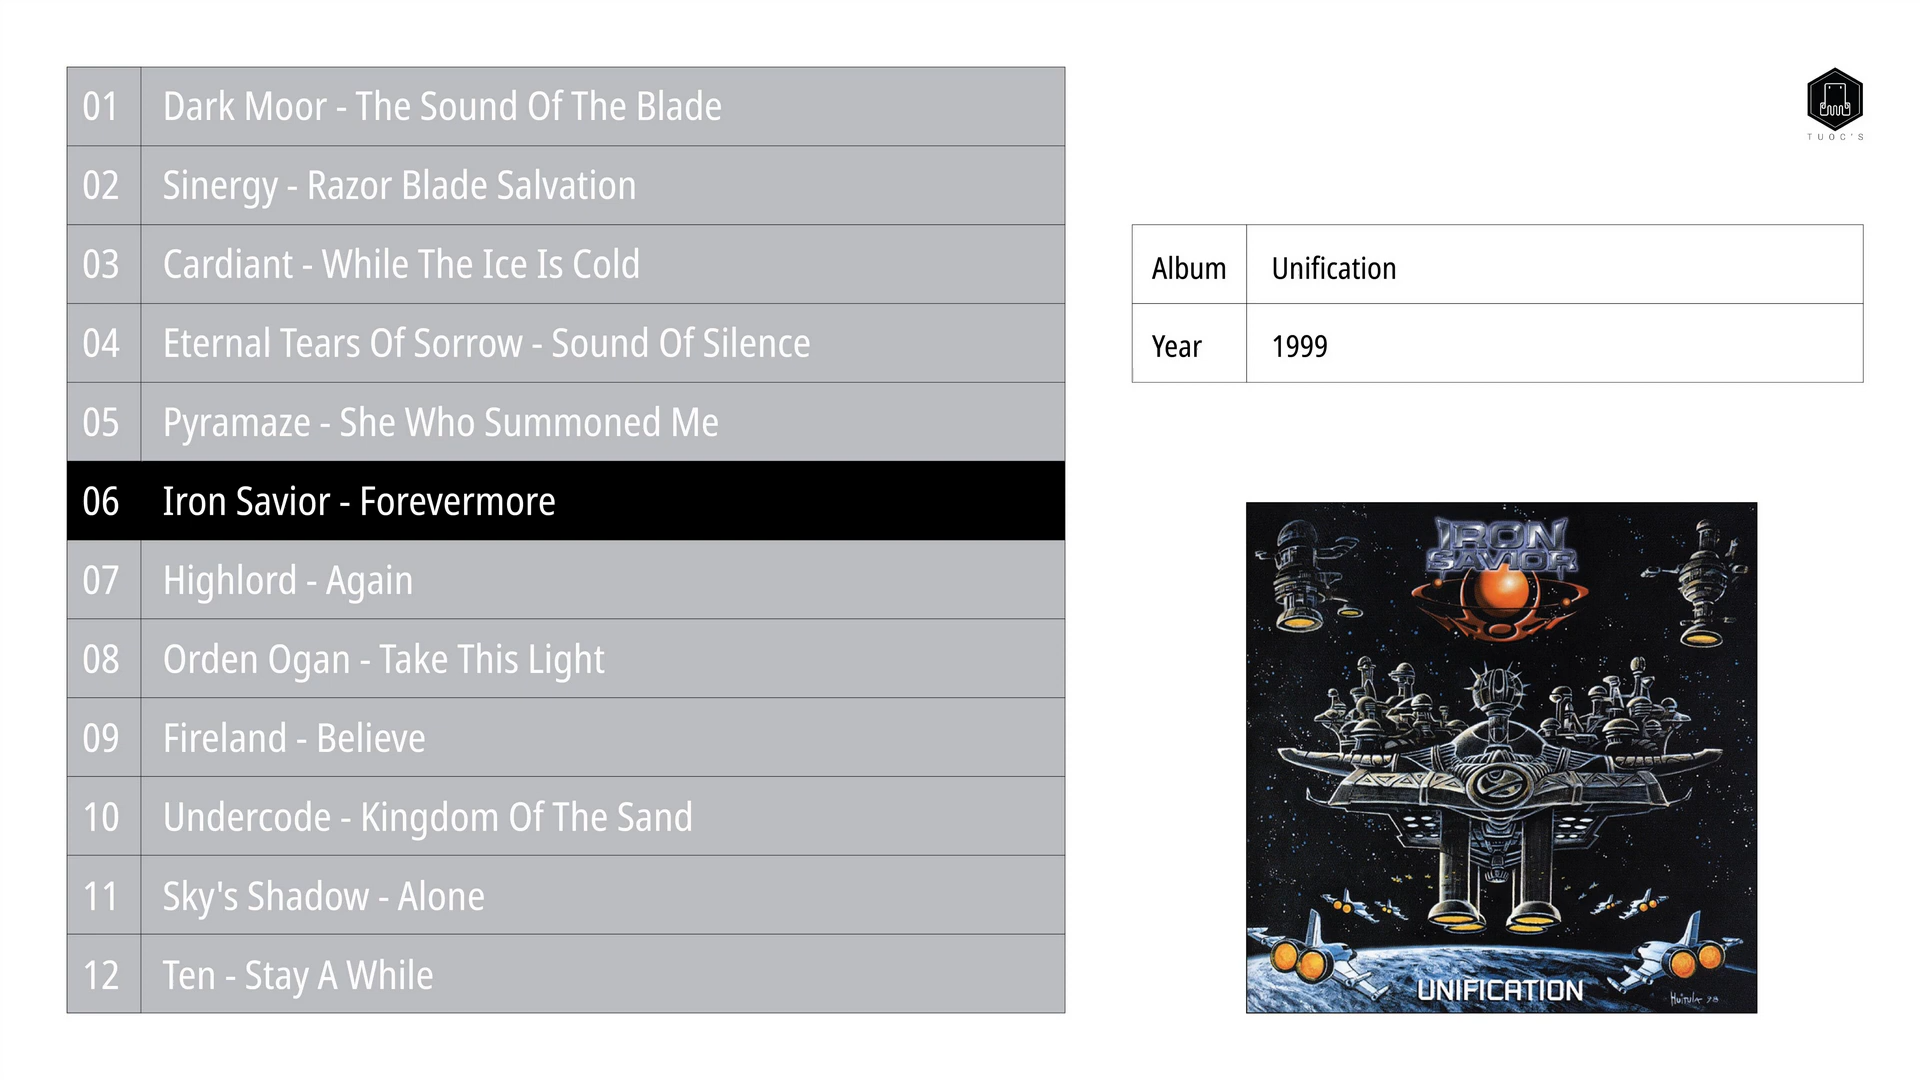 01 Dark Moor - The Sound Of The Blade
02 Sinergy - Razor Blade Salvation
03 Cardiant - While The Ice Is Cold
04 Eternal Tears Of Sorrow - Sound Of Silence
05 Pyramaze - She Who Summoned Me
06 Iron Savior - Forevermore
07 Highlord - Again
08 Orden Ogan - Take This Light
09 Fireland - Believe
10 Undercode - Kingdom Of The Sand
11 Sky's Shadow - Alone
12 Ten - Stay A While
TUOC'S
Album Unification
Year 1999
IRON
SAVIOR
UNIFICATION
Huitula 98